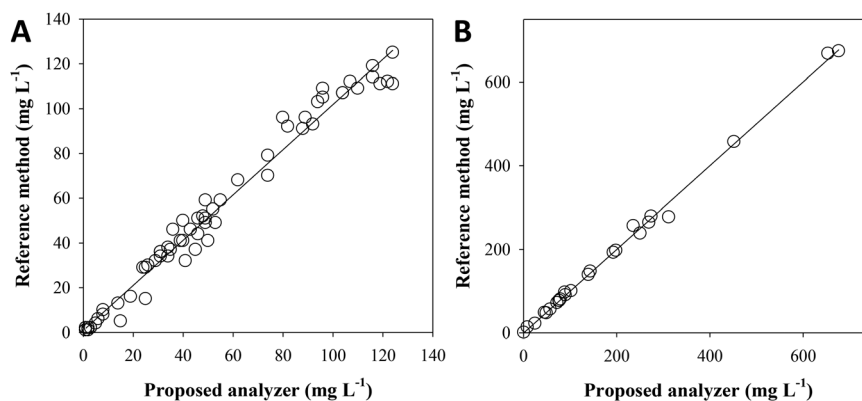 A
Reference method (mg L⁻¹)
140
120
100
80
60
40
20
0
0 20 40 60 80 100 120 140
Proposed analyzer (mg L⁻¹)
B
Reference method (mg L⁻¹)
600
400
200
0
0 200 400 600
Proposed analyzer (mg L⁻¹)